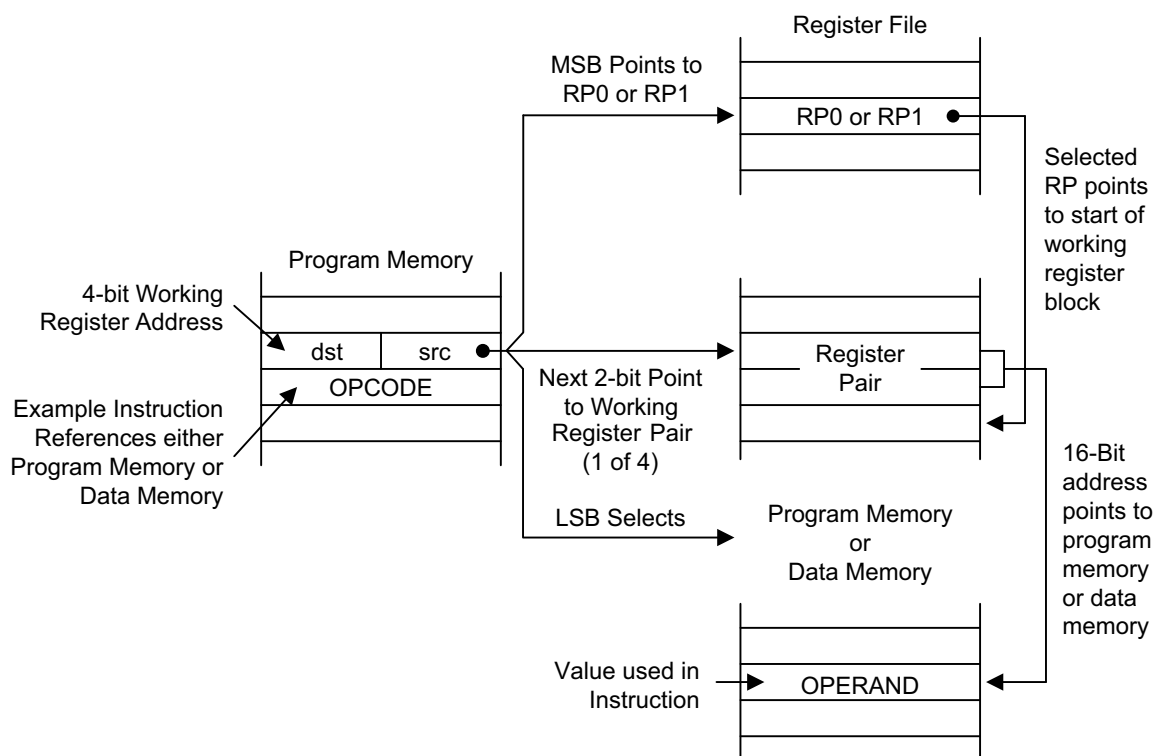 Register File
MSB Points to
RP0 or RP1
RP0 or RP1
Selected
RP points
to start of
working
register
block
Program Memory
4-bit Working
Register Address
dst
src
OPCODE
Example Instruction
References either
Program Memory or
Data Memory
Register
Pair
Next 2-bit Point
to Working
Register Pair
(1 of 4)
LSB Selects
Program Memory
or
Data Memory
16-Bit
address
points to
program
memory
or data
memory
Value used in
Instruction
OPERAND